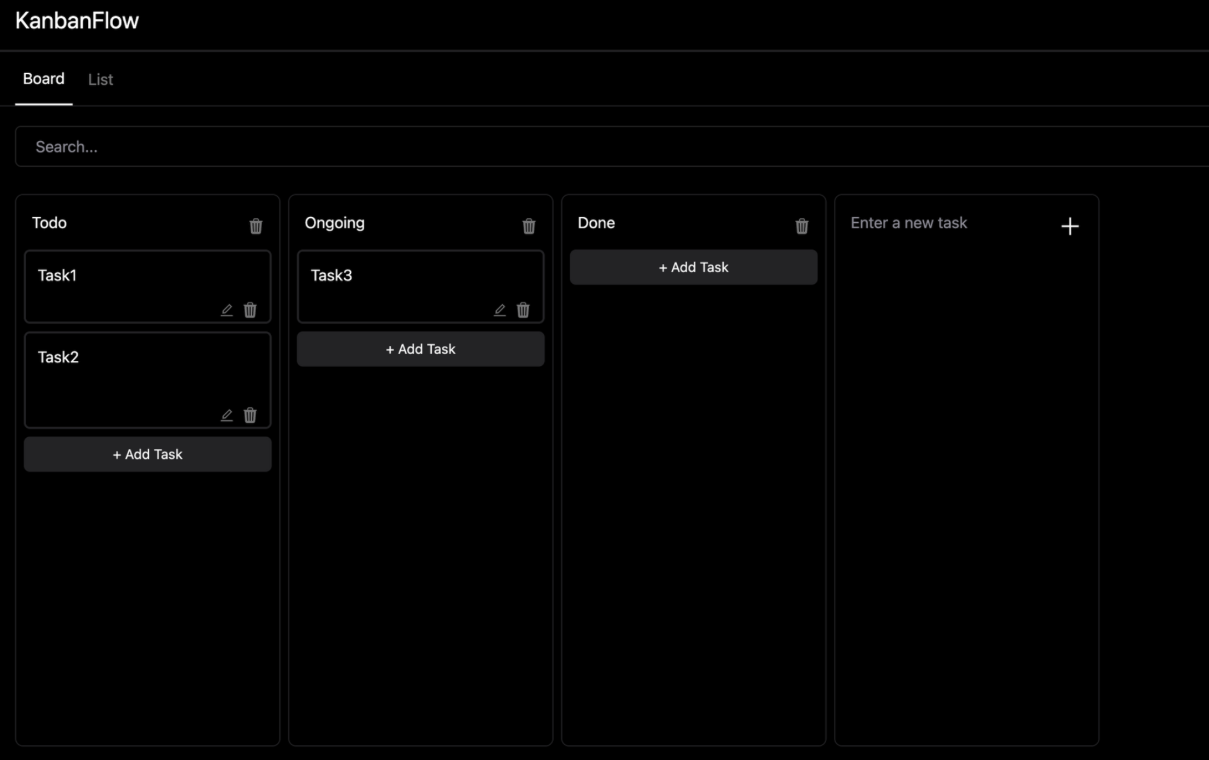 KanbanFlow
Board
List
Search...
Todo
Task1
Task2
+ Add Task
Ongoing
Task3
+ Add Task
Done
+ Add Task
Enter a new task